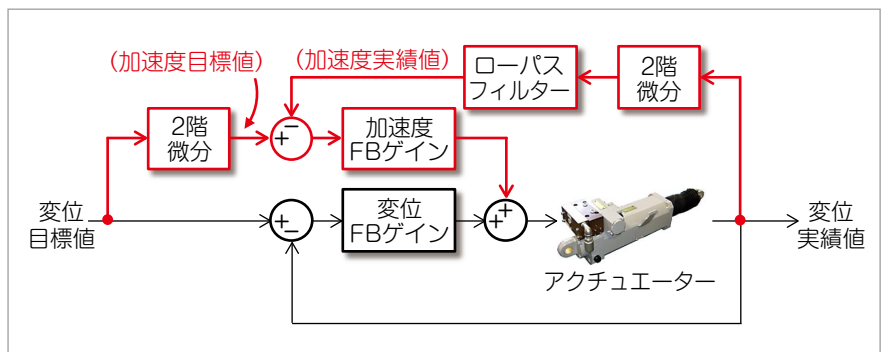 （加速度目標値）
（加速度実績値）
ローパス
フィルター
2階
微分
2階
微分
+
−
加速度
FBゲイン
変位
目標値
+
−
変位
FBゲイン
+
+
変位
実績値
アクチュエーター